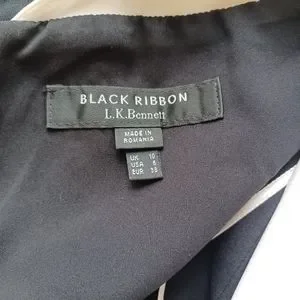 BLACK RIBBON
L.K.Bennett
MADE IN
ROMANIA
UK 10
USA 6
EUR 38